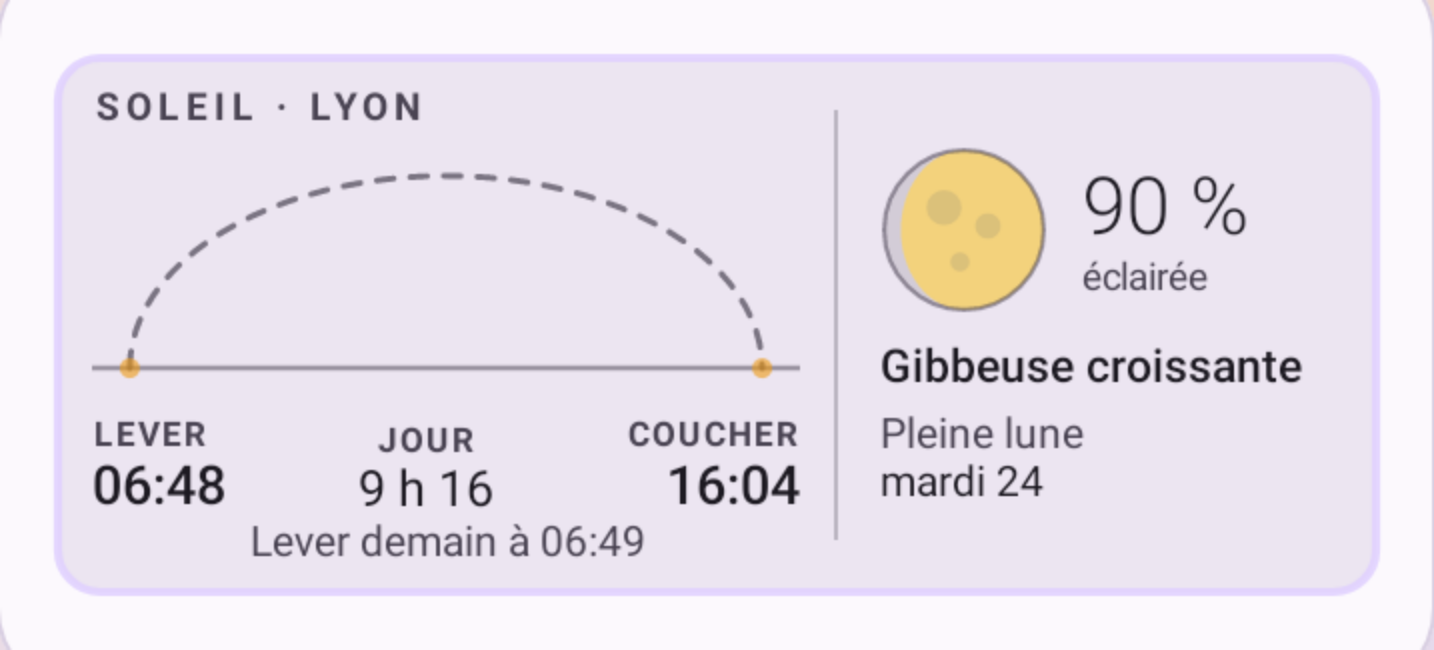 SOLEIL · LYON
LEVER
06:48
JOUR
9 h 16
COUCHER
16:04
Lever demain à 06:49
90 %
éclairée
Gibbeuse croissante
Pleine lune
mardi 24